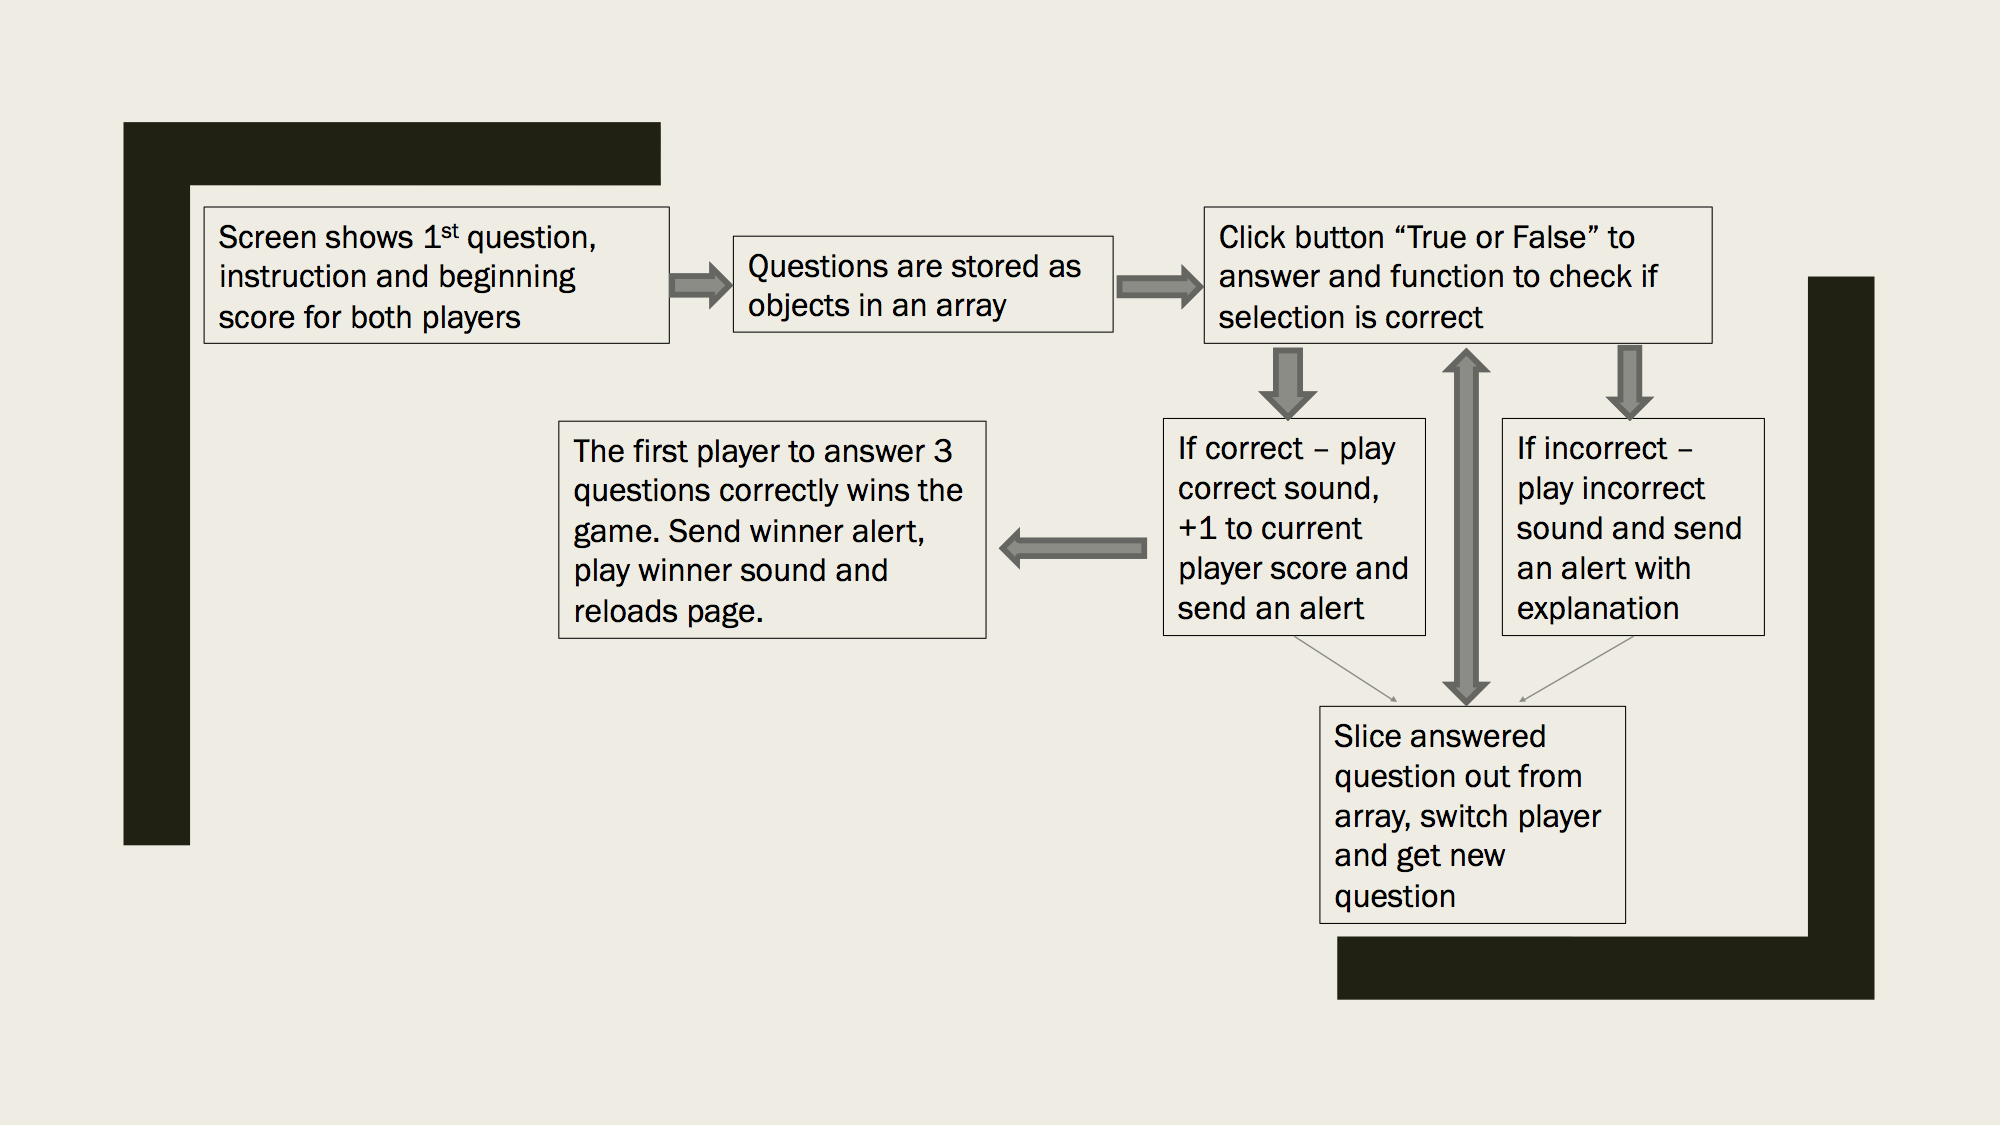 Screen shows 1st question,
instruction and beginning
score for both players
Questions are stored as
objects in an array
Click button “True or False” to
answer and function to check if
selection is correct
The first player to answer 3
questions correctly wins the
game. Send winner alert,
play winner sound and
reloads page.
If correct – play
correct sound,
+1 to current
player score and
send an alert
If incorrect –
play incorrect
sound and send
an alert with
explanation
Slice answered
question out from
array, switch player
and get new
question